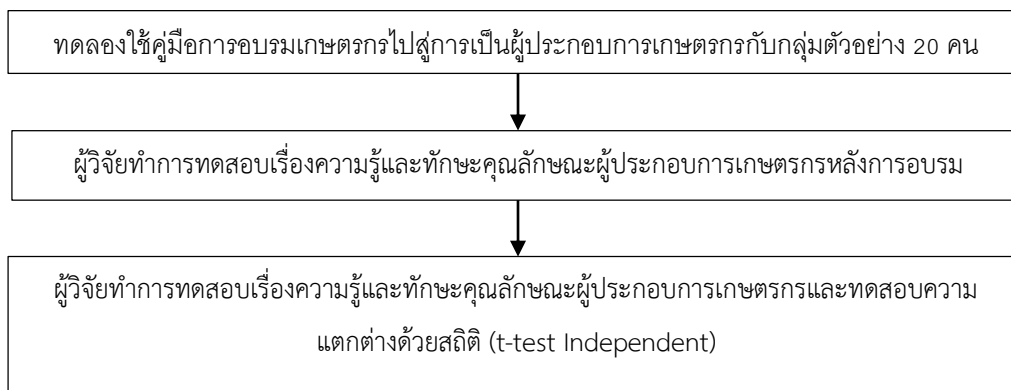 ทดลองใช้คู่มือการอบรมเกษตรกรไปสู่การเป็นผู้ประกอบการเกษตรกรกับกลุ่มตัวอย่าง 20 คน
ผู้วิจัยทำการทดสอบเรื่องความรู้และทักษะคุณลักษณะผู้ประกอบการเกษตรกรหลังการอบรม
ผู้วิจัยทำการทดสอบเรื่องความรู้และทักษะคุณลักษณะผู้ประกอบการเกษตรกรและทดสอบความ
แตกต่างด้วยสถิติ (t-test Independent)